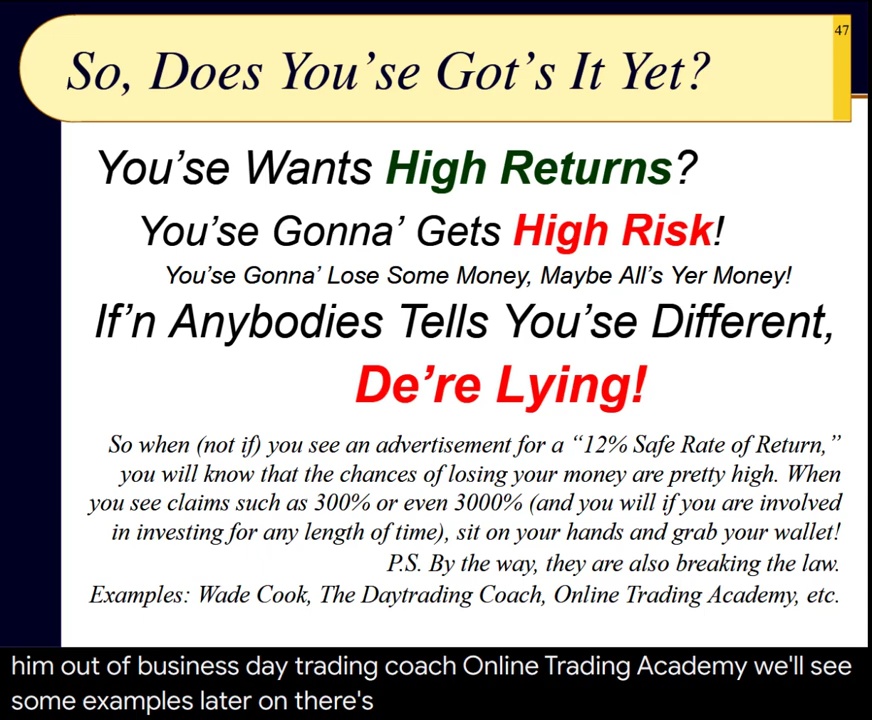 47
So, Does You’se Got’s It Yet?
You’se Wants High Returns?
You’se Gonna’ Gets High Risk!
You’se Gonna’ Lose Some Money, Maybe All’s Yer Money!
If’n Anybodies Tells You’se Different,
De’re Lying!
So when (not if) you see an advertisement for a “12% Safe Rate of Return,”
you will know that the chances of losing your money are pretty high. When
you see claims such as 300% or even 3000% (and you will if you are involved
in investing for any length of time), sit on your hands and grab your wallet!
P.S. By the way, they are also breaking the law.
Examples: Wade Cook, The Daytrading Coach, Online Trading Academy, etc.
him out of business day trading coach Online Trading Academy we'll see
some examples later on there's